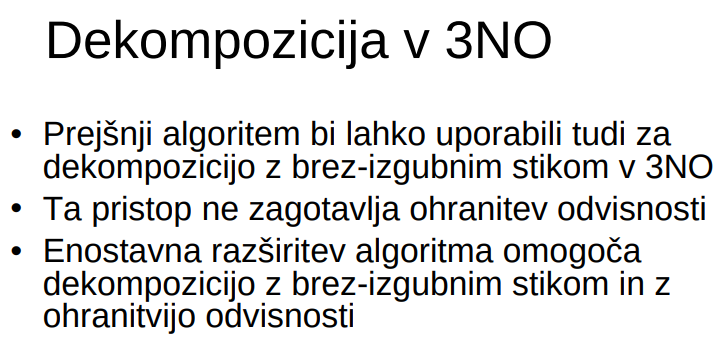 Dekompozicija v 3NO
• Prejšnji algoritem bi lahko uporabili tudi za
dekompozicijo z brez-izgubnim stikom v 3NO
• Ta pristop ne zagotavlja ohranitev odvisnosti
• Enostavna razširitev algoritma omogoča
dekompozicijo z brez-izgubnim stikom in z
ohranitvijo odvisnosti